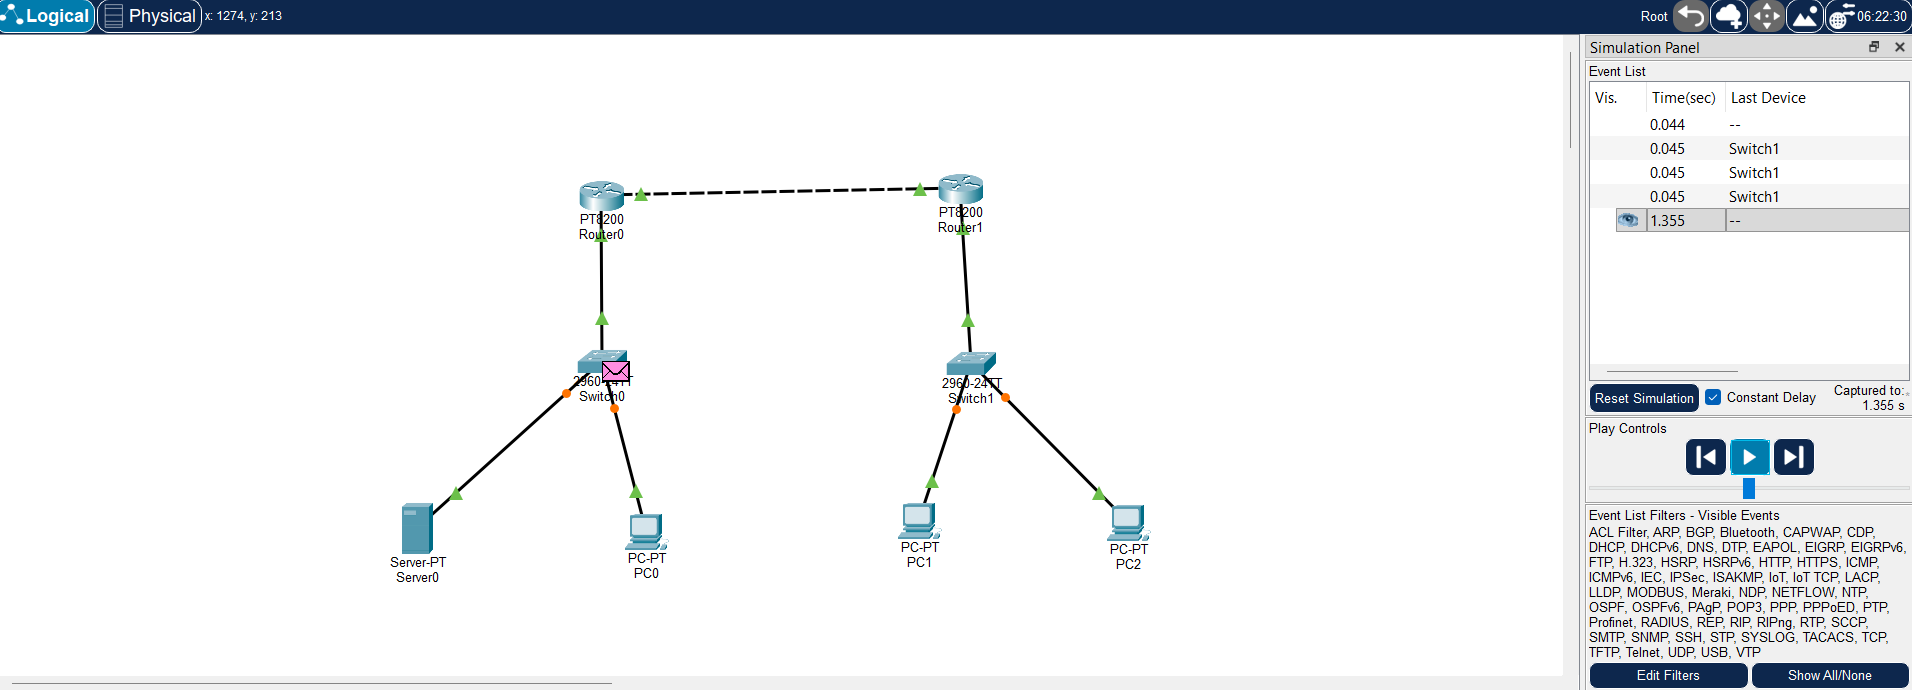 Logical
Physical
x: 1274, y: 213
Root
06:22:30
Simulation Panel
Event List
Vis. Time(sec) Last Device
0.044 --
0.045 Switch1
0.045 Switch1
0.045 Switch1
1.355 --
Reset Simulation
Constant Delay
Captured to:
1.355 s
Play Controls
Event List Filters - Visible Events
ACL Filter, ARP, BGP, Bluetooth, CAPWAP, CDP,
DHCP, DHCPv6, DNS, DTP, EAPOL, EIGRP, EIGRPv6,
FTP, H.323, HSRP, HSRPv6, HTTP, HTTPS, ICMP,
ICMPv6, IEC, IPSec, ISAKMP, IoT, IoT TCP, LACP,
LLDP, MODBUS, Meraki, NDP, NETFLOW, NTP,
OSPF, OSPFv6, PAgP, POP3, PPP, PPPoED, PTP,
Profinet, RADIUS, REP, RIP, RIPng, RTP, SCCP,
SMTP, SNMP, SSH, STP, SYSLOG, TACACS, TCP,
TFTP, Telnet, UDP, USB, VTP
Edit Filters
Show All/None
PT8200
Router0
PT8200
Router1
2960-24TT
Switch0
2960-24TT
Switch1
Server-PT
Server0
PC-PT
PC0
PC-PT
PC1
PC-PT
PC2